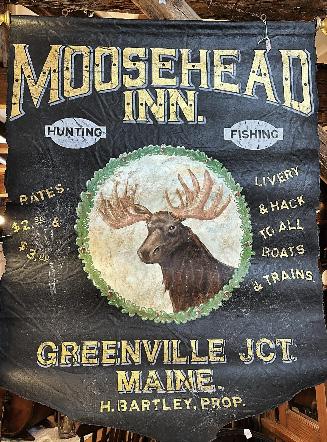 MOOSEHEAD
INN.
HUNTING
FISHING
RATES.
$2.50 &
$3.00
LIVERY
& HACK
TO ALL
BOATS
& TRAINS
GREENVILLE JCT.
MAINE.
H. BARTLEY, PROP.